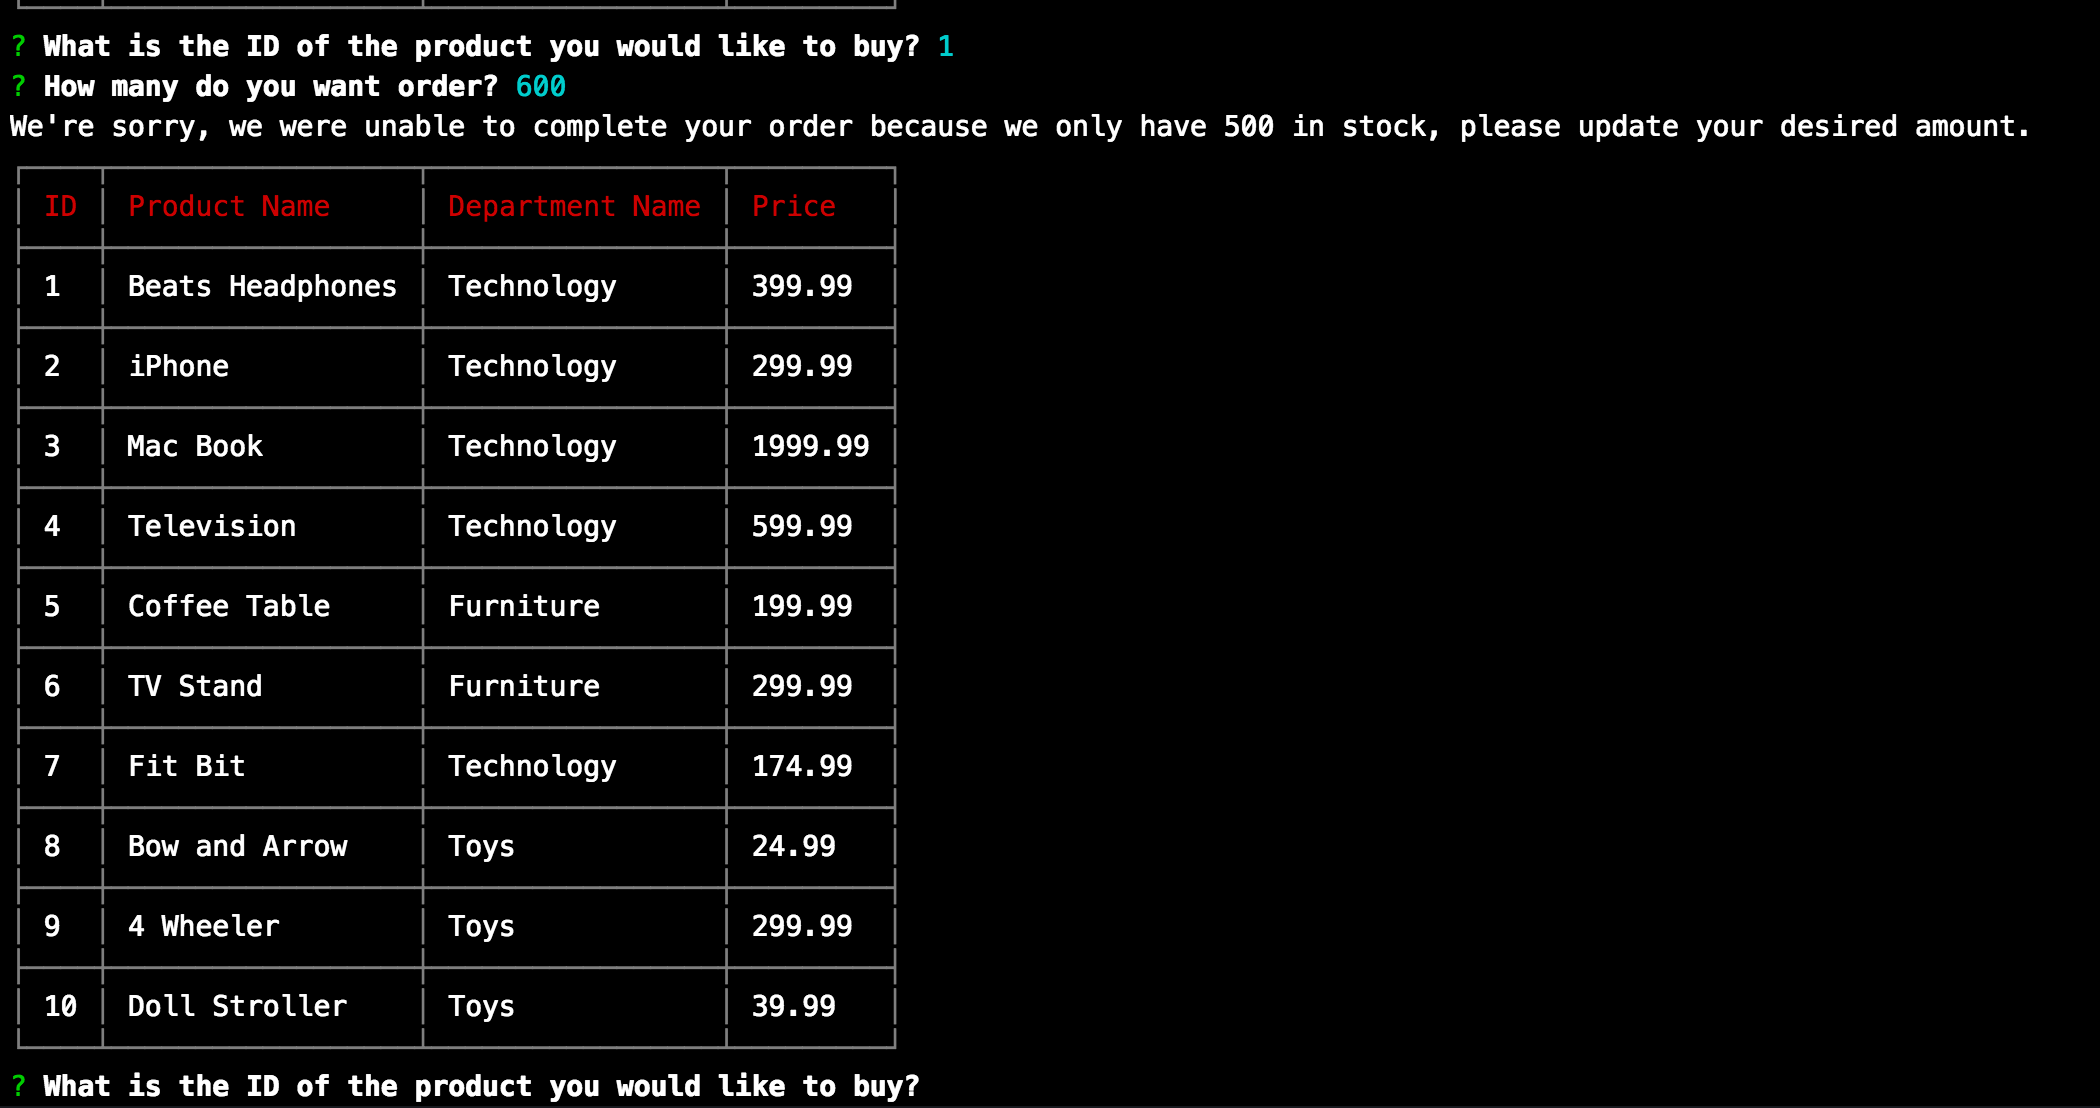 ? What is the ID of the product you would like to buy? 1
? How many do you want order? 600
We're sorry, we were unable to complete your order because we only have 500 in stock, please update your desired amount.
ID Product Name Department Name Price
1 Beats Headphones Technology 399.99
2 iPhone Technology 299.99
3 Mac Book Technology 1999.99
4 Television Technology 599.99
5 Coffee Table Furniture 199.99
6 TV Stand Furniture 299.99
7 Fit Bit Technology 174.99
8 Bow and Arrow Toys 24.99
9 4 Wheeler Toys 299.99
10 Doll Stroller Toys 39.99
? What is the ID of the product you would like to buy?